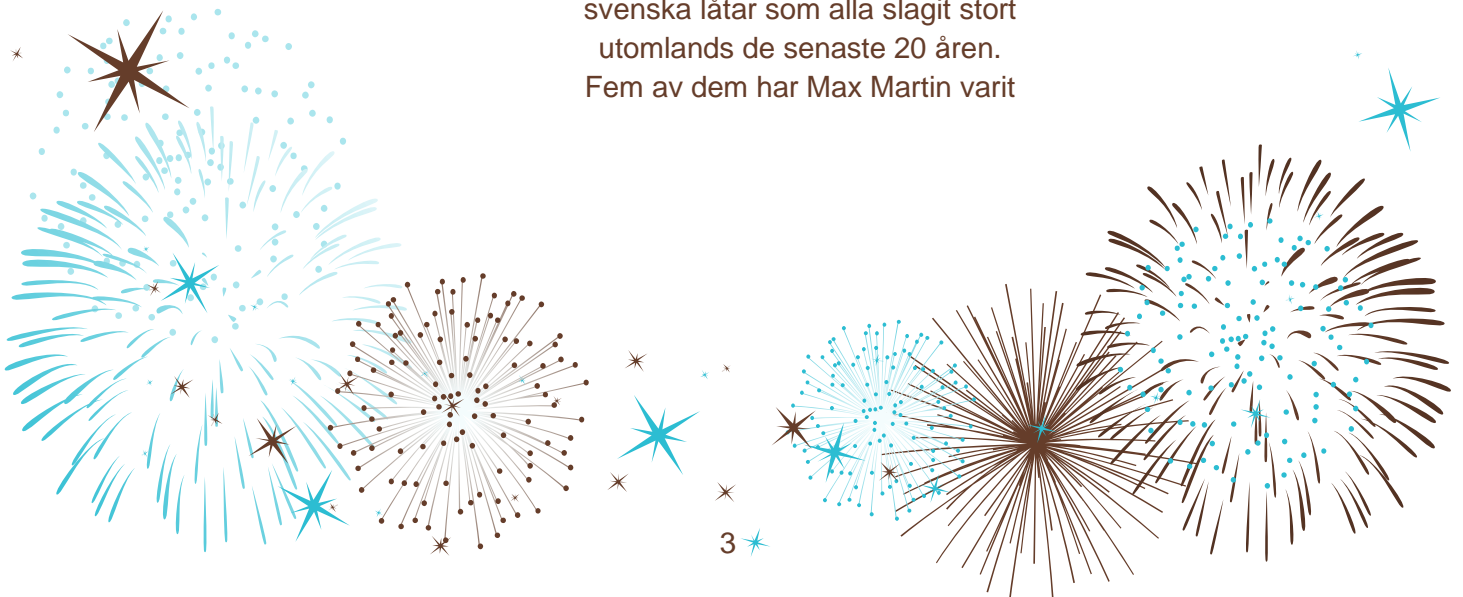 svenska låtar som alla slagit stort
utomlands de senaste 20 åren.
Fem av dem har Max Martin varit
3